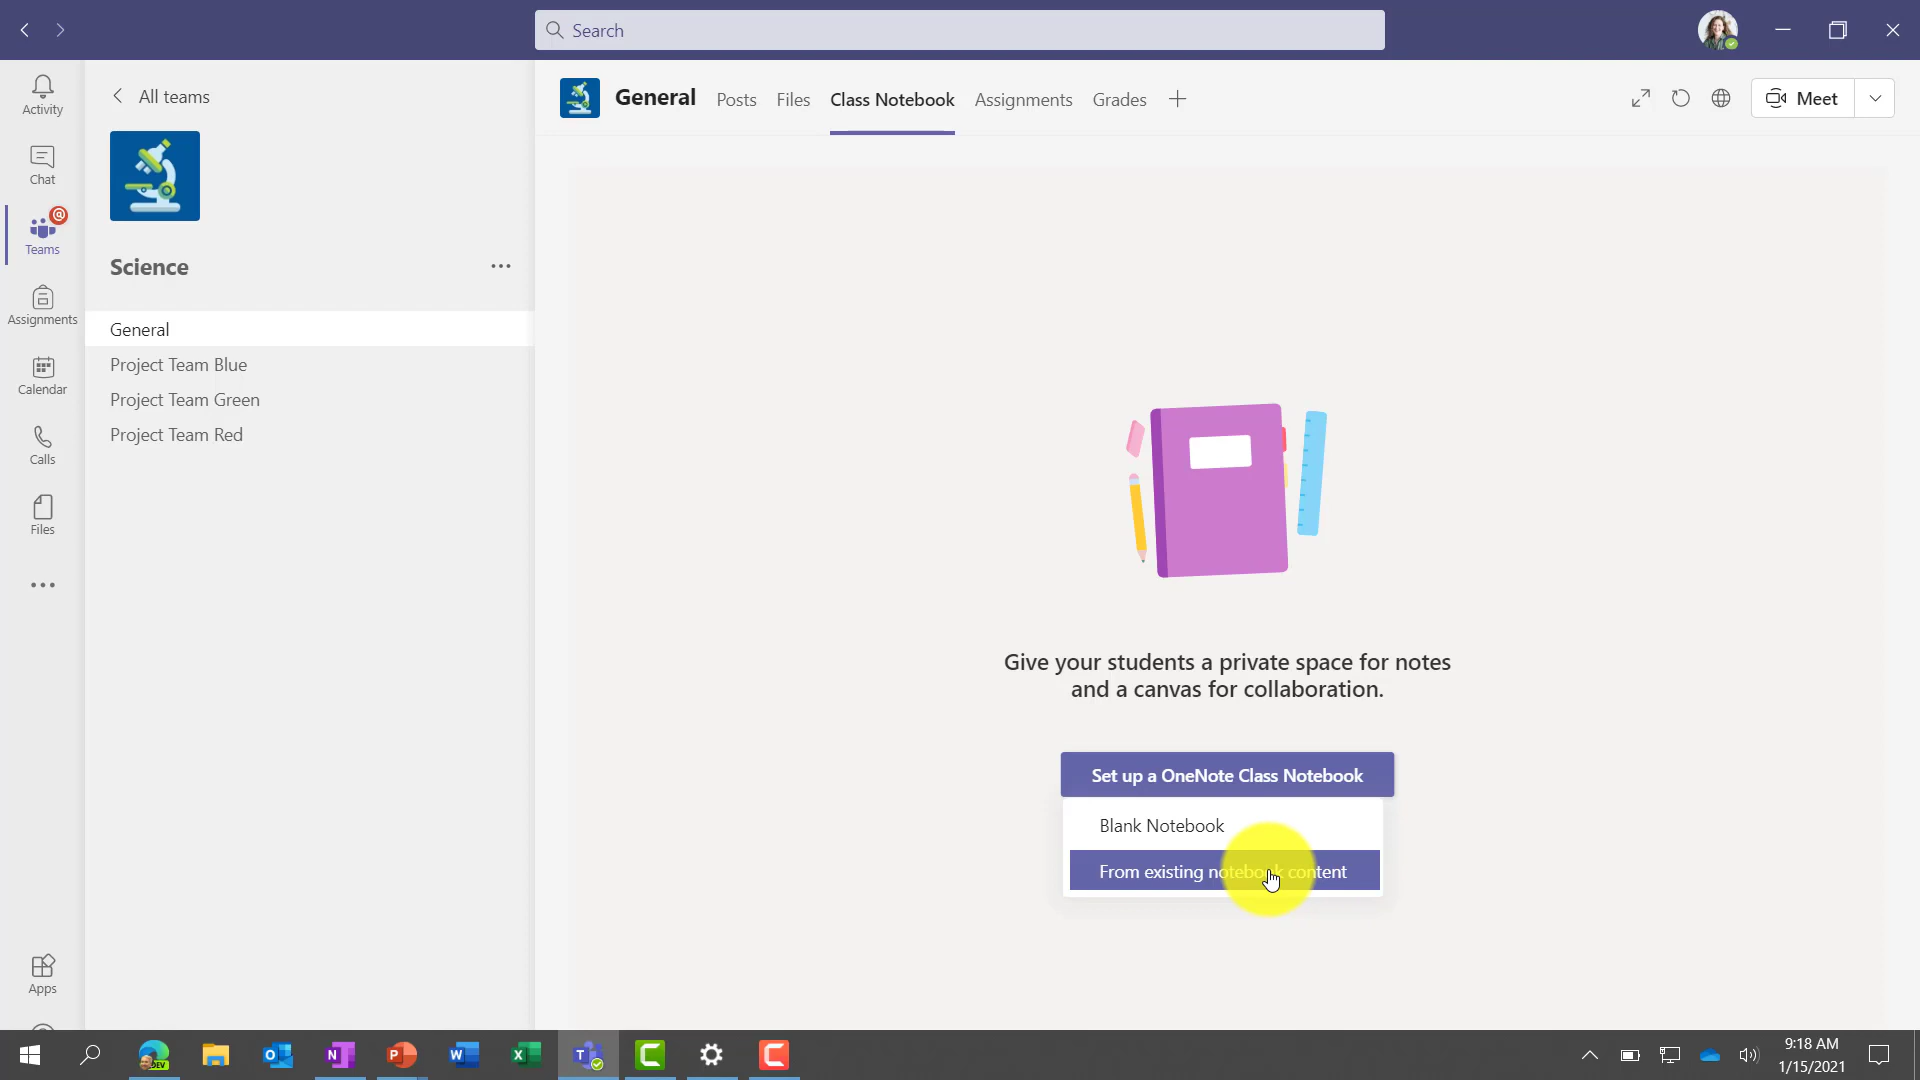 Search
Activity
Chat
@
Teams
Assignments
Calendar
Calls
Files
Apps
All teams
Science
General
Project Team Blue
Project Team Green
Project Team Red
General Posts Files Class Notebook Assignments Grades
Meet
Give your students a private space for notes
and a canvas for collaboration.
Set up a OneNote Class Notebook
Blank Notebook
From existing notebook content
DEV
O
N
P
W
X
T
C
C
9:18 AM
1/15/2021